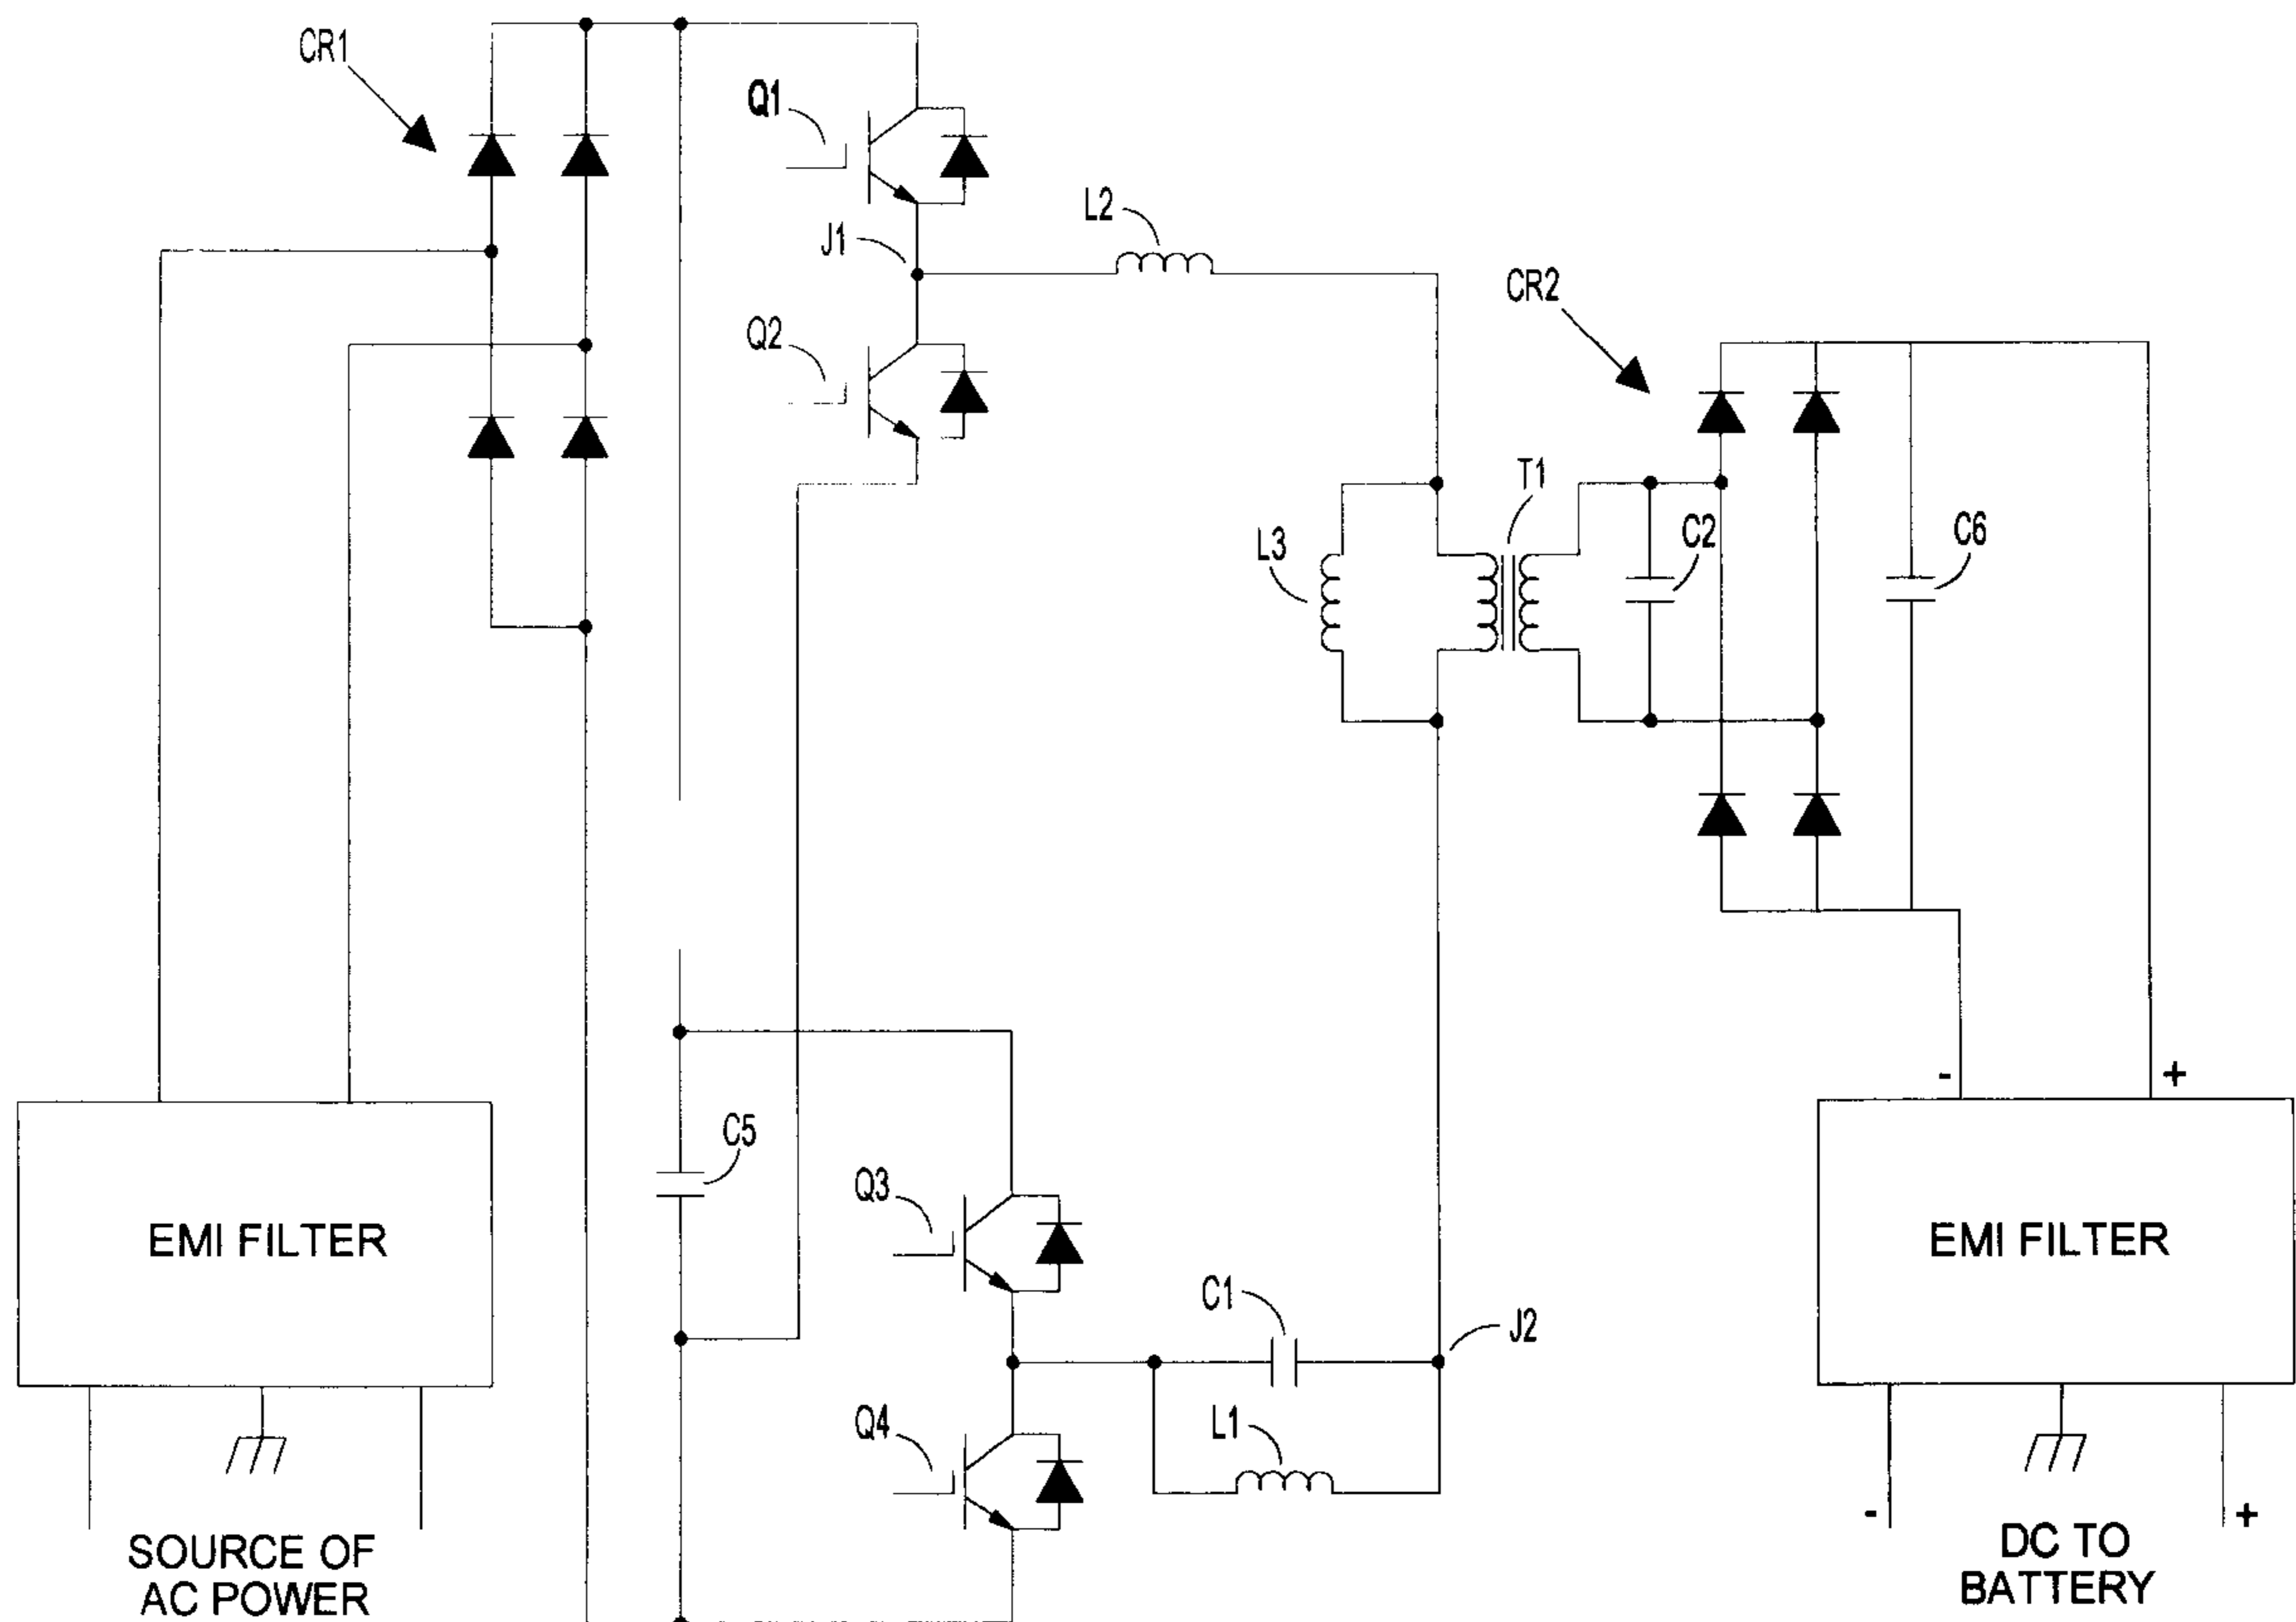 CR1
Q1
L2
J1
CR2
Q2
T1
L3
C2
C6
-
+
C5
EMI FILTER
Q3
EMI FILTER
C1
J2
Q4
L1
-
+
SOURCE OF
AC POWER
DC TO
BATTERY